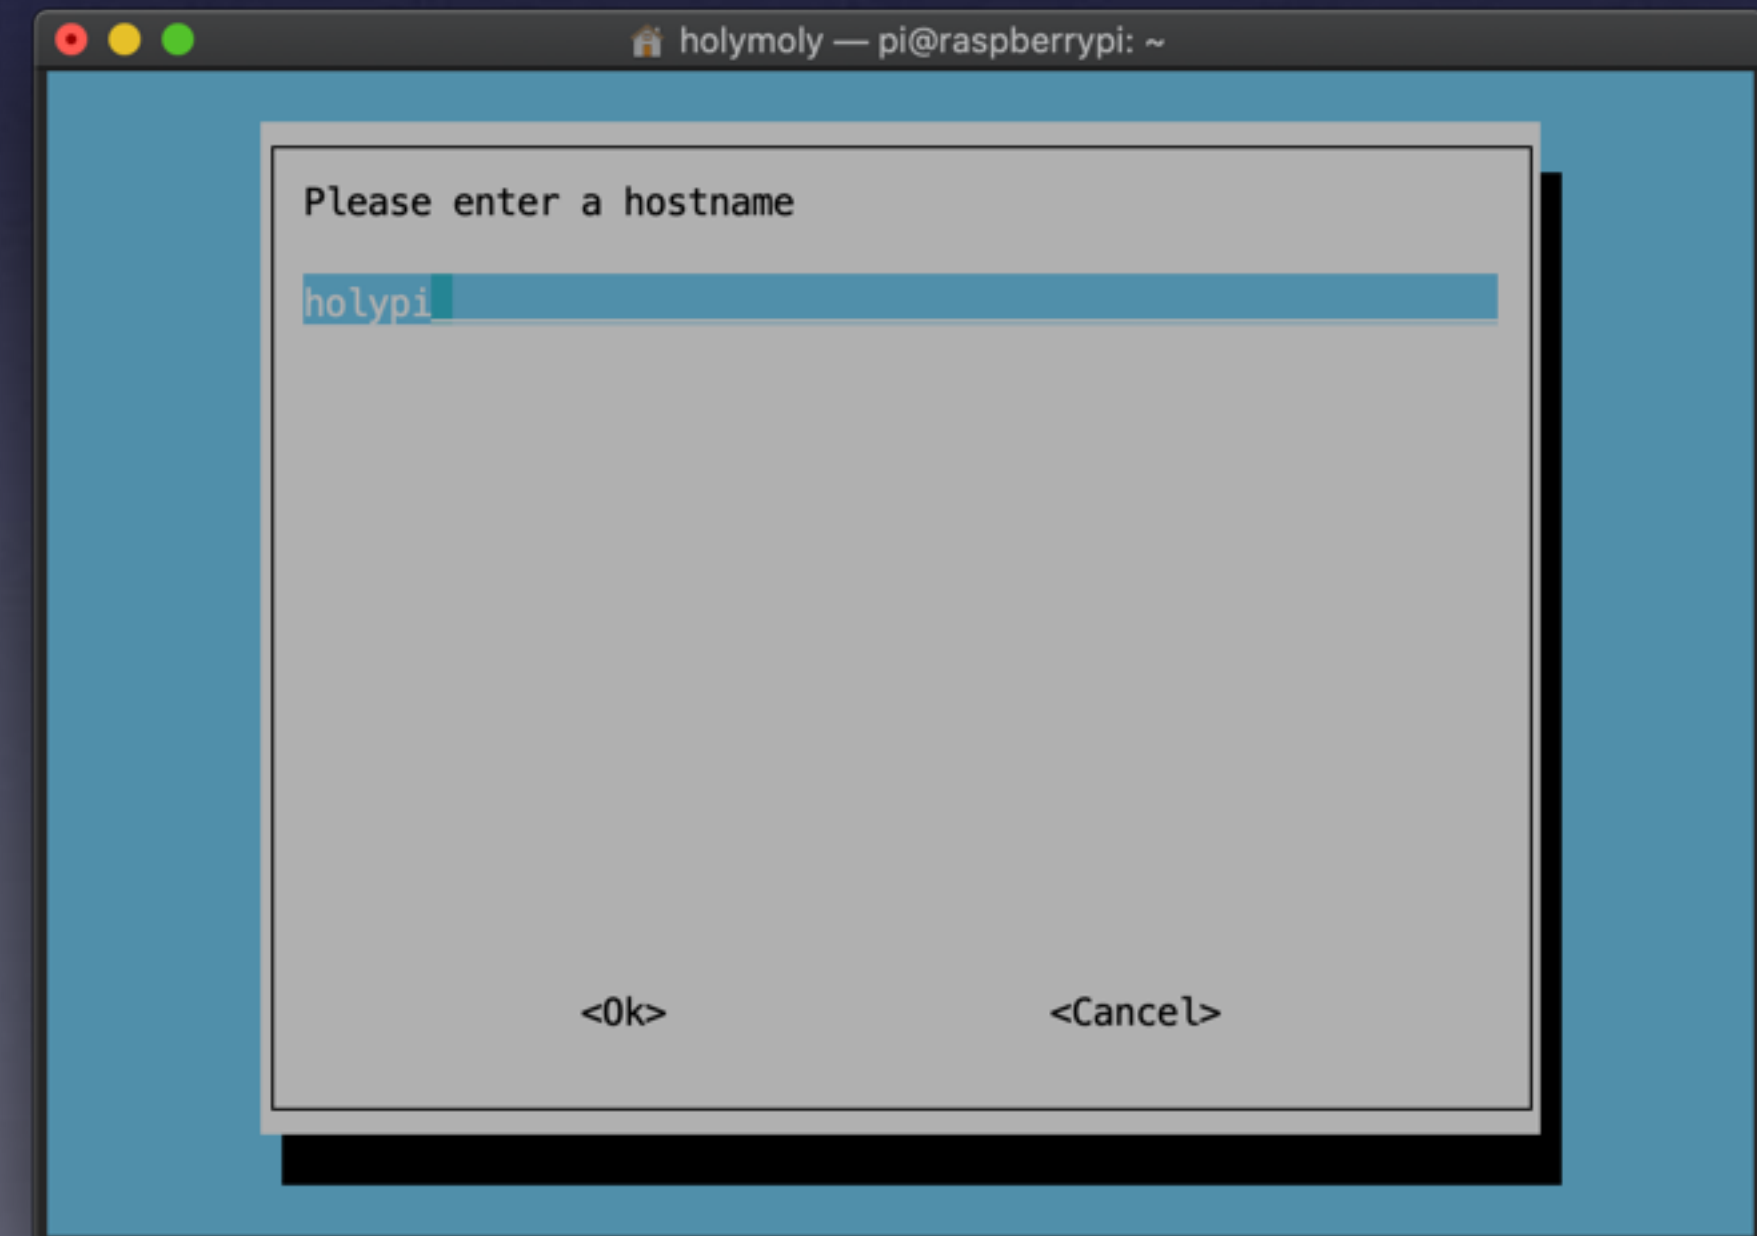 holymoly — pi@raspberrypi: ~
Please enter a hostname
holypi
<Ok> <Cancel>